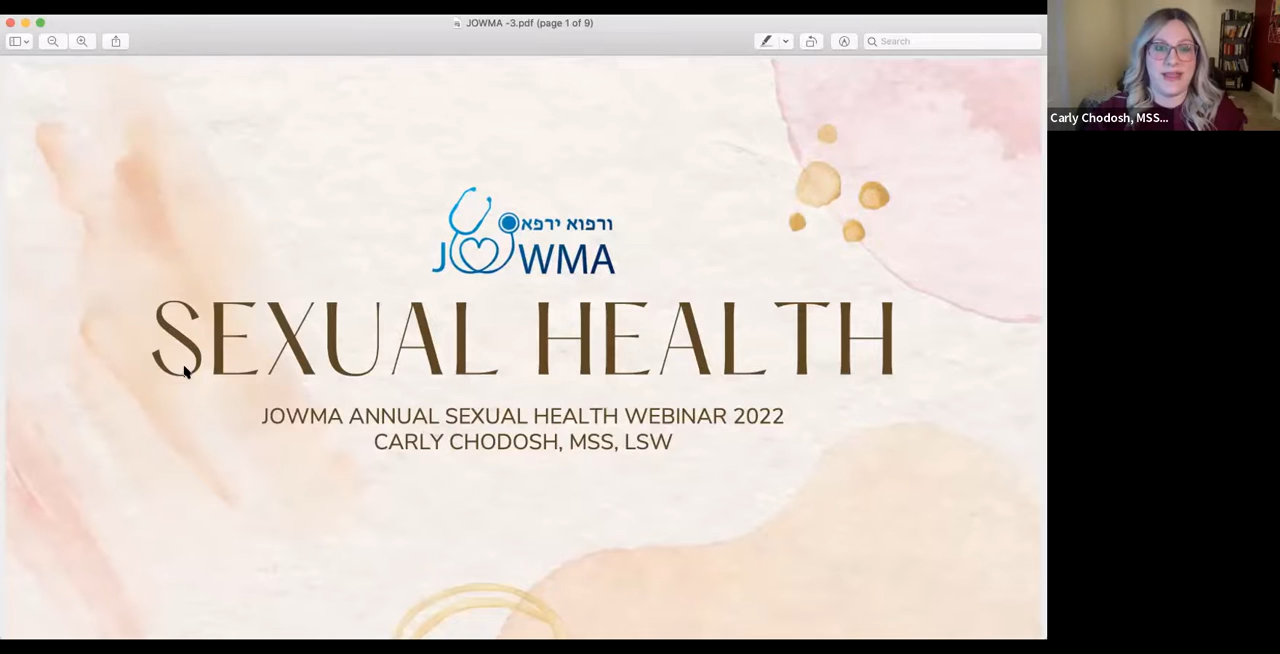 JOWMA -3.pdf (page 1 of 9)
Search
Carly Chodosh, MSS...
ורפוא ירפא
JOWMA
SEXUAL HEALTH
JOWMA ANNUAL SEXUAL HEALTH WEBINAR 2022
CARLY CHODOSH, MSS, LSW